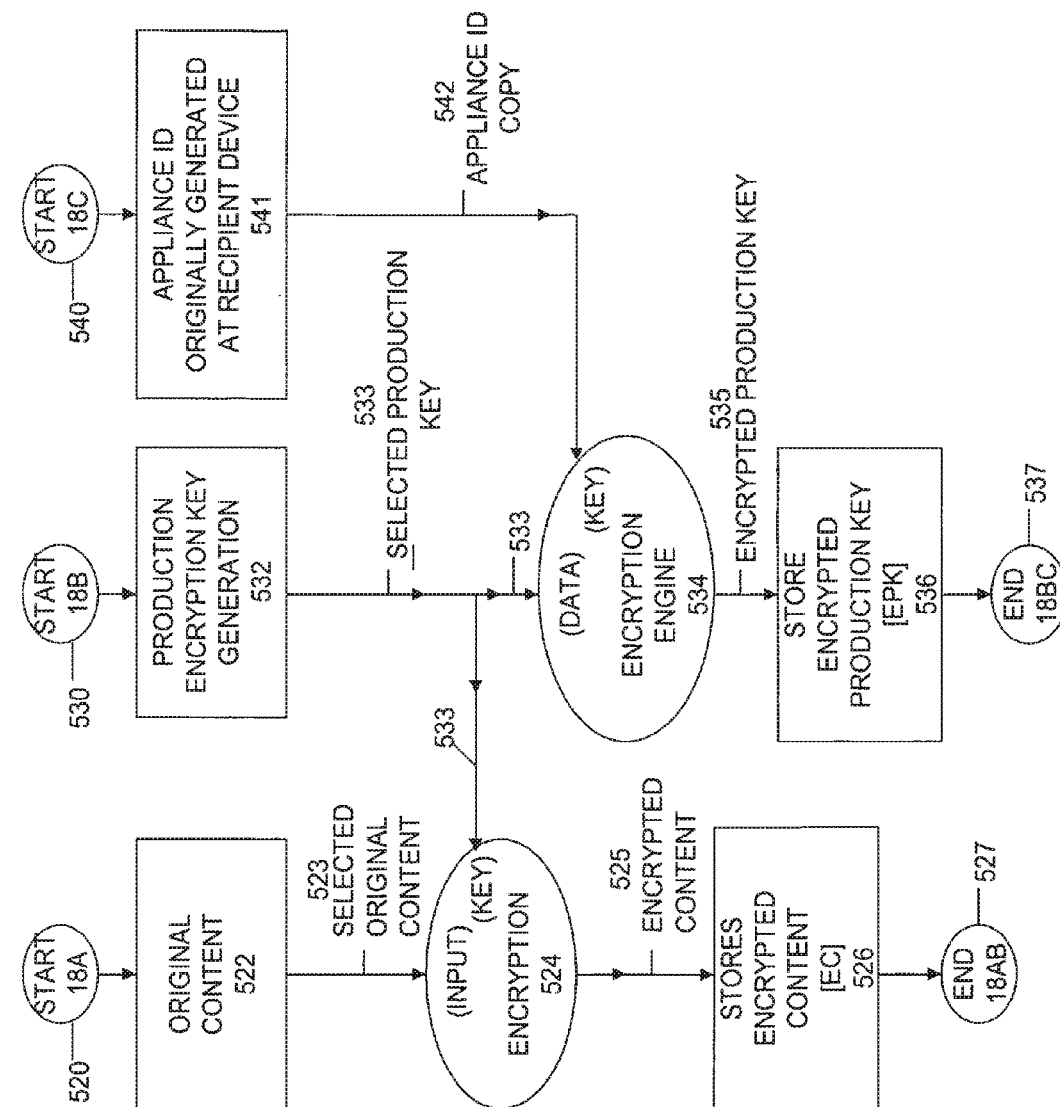 520
START
18A
ORIGINAL
CONTENT
522
523
SELECTED
ORIGINAL
CONTENT
(INPUT)
(KEY)
ENCRYPTION
524
525
ENCRYPTED
CONTENT
STORES
ENCRYPTED
CONTENT
[EC]
526
END
18AB
527
530
START
18B
PRODUCTION
ENCRYPTION KEY
GENERATION
532
533
SELECTED PRODUCTION
KEY
533
533
(DATA)
(KEY)
ENCRYPTION
ENGINE
534
535
ENCRYPTED PRODUCTION KEY
STORE
ENCRYPTED
PRODUCTION KEY
[EPK]
536
END
18BC
537
540
START
18C
APPLIANCE ID
ORIGINALLY GENERATED
AT RECIPIENT DEVICE
541
542
APPLIANCE ID
COPY